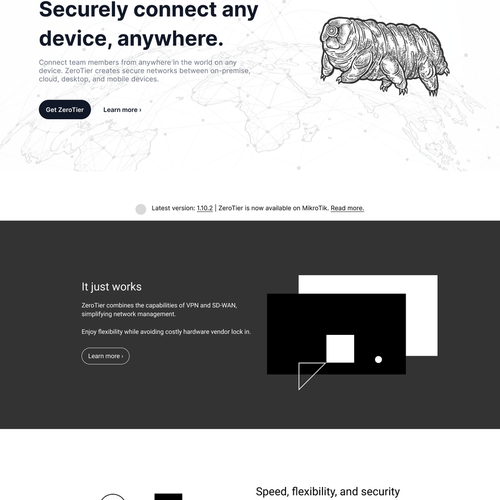 Securely connect any
device, anywhere.
Connect team members from anywhere in the world on any
device. ZeroTier creates secure networks between on-premise,
cloud, desktop, and mobile devices.
Get ZeroTier
Learn more ›
Latest version: 1.10.2 | ZeroTier is now available on MikroTik. Read more.
It just works
ZeroTier combines the capabilities of VPN and SD-WAN,
simplifying network management.
Enjoy flexibility while avoiding costly hardware vendor lock in.
Learn more ›
Speed, flexibility, and security